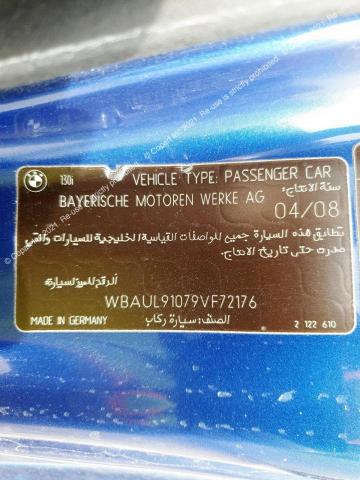 BMW 130i VEHICLE TYPE: PASSENGER CAR
سنة الانتاج:
BAYERISCHE MOTOREN WERKE AG 04/08
تطابق هذه السيارة جميع المواصفات القياسية الخليجية للسيارات والتي
صدرت حتى تاريخ الانتاج.
الرقم المميز للسيارة
WBAUL91079VF72176
MADE IN GERMANY الصنف: سيارة ركاب 2 122 610